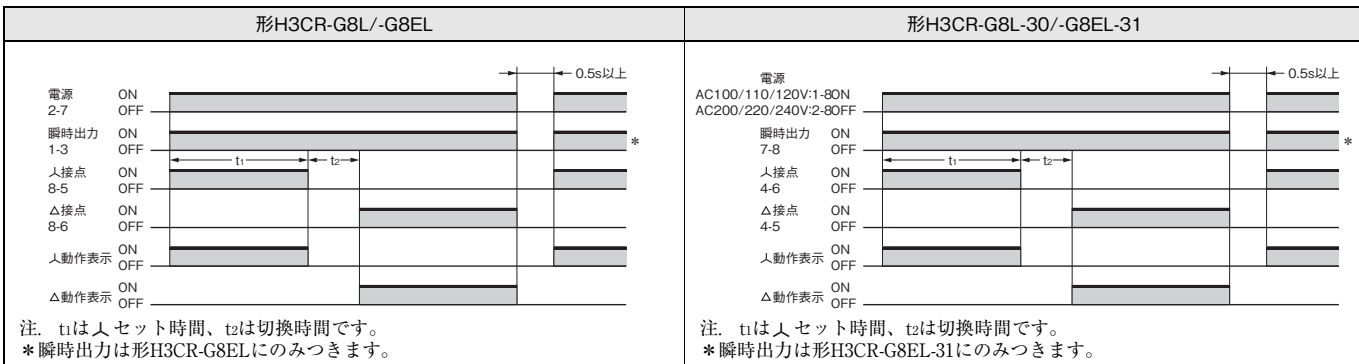 形H3CR-G8L/-G8EL
0.5s以上
電源 ON
2-7 OFF
瞬時出力 ON
1-3 OFF
*
t1 t2
人接点 ON
8-5 OFF
△接点 ON
8-6 OFF
人動作表示 ON
OFF
△動作表示 ON
OFF
注. t1は人セット時間、t2は切換時間です。
*瞬時出力は形H3CR-G8ELにのみつきます。
形H3CR-G8L-30/-G8EL-31
0.5s以上
電源
AC100/110/120V:1-8 ON
AC200/220/240V:2-8 OFF
瞬時出力 ON
7-8 OFF
*
t1 t2
人接点 ON
4-6 OFF
△接点 ON
4-5 OFF
人動作表示 ON
OFF
△動作表示 ON
OFF
注. t1は人セット時間、t2は切換時間です。
*瞬時出力は形H3CR-G8EL-31にのみつきます。